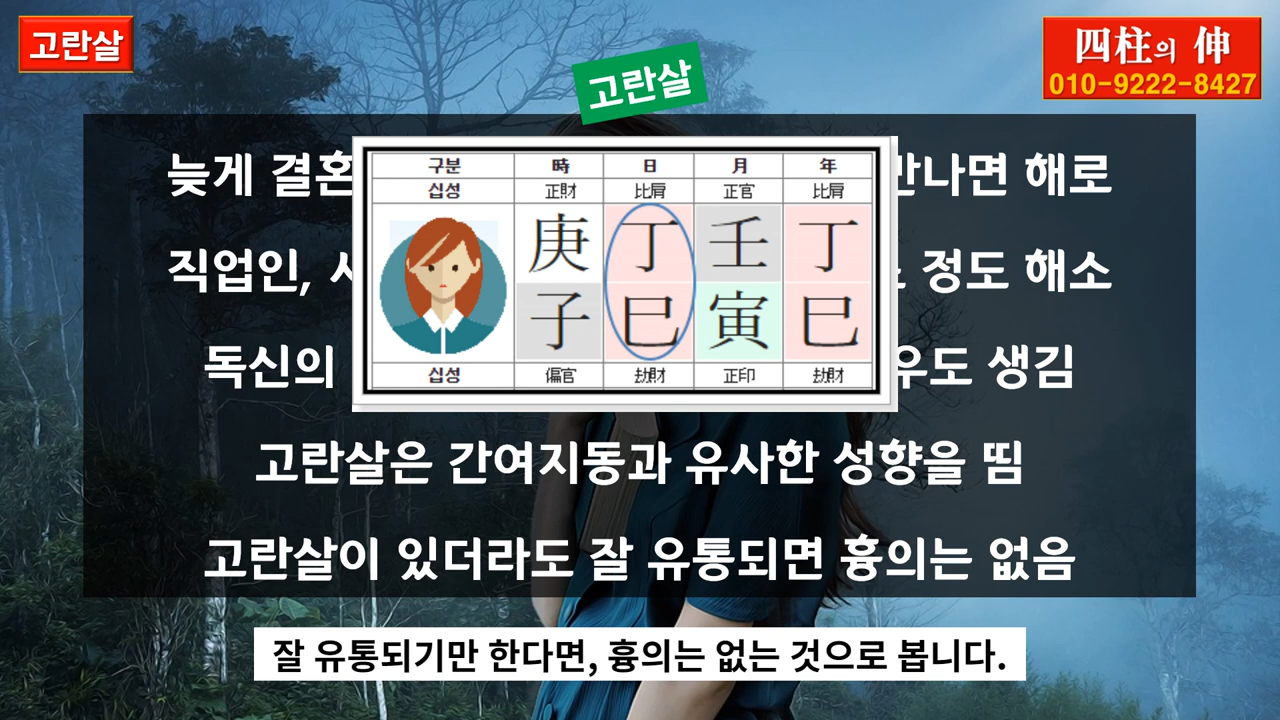 고란살
四柱의 伸
010-9222-8427
고란살
늦게 결혼
만나면 해로
직업인,
정도 해소
독신의
우도 생김
구분 時 日 月 年
십성 正財 比肩 正官 比肩
庚 丁 壬 丁
子 巳 寅 巳
십성 偏官 劫財 正印 劫財
고란살은 간여지동과 유사한 성향을 띰
고란살이 있더라도 잘 유통되면 흉의는 없음
잘 유통되기만 한다면, 흉의는 없는 것으로 봅니다.